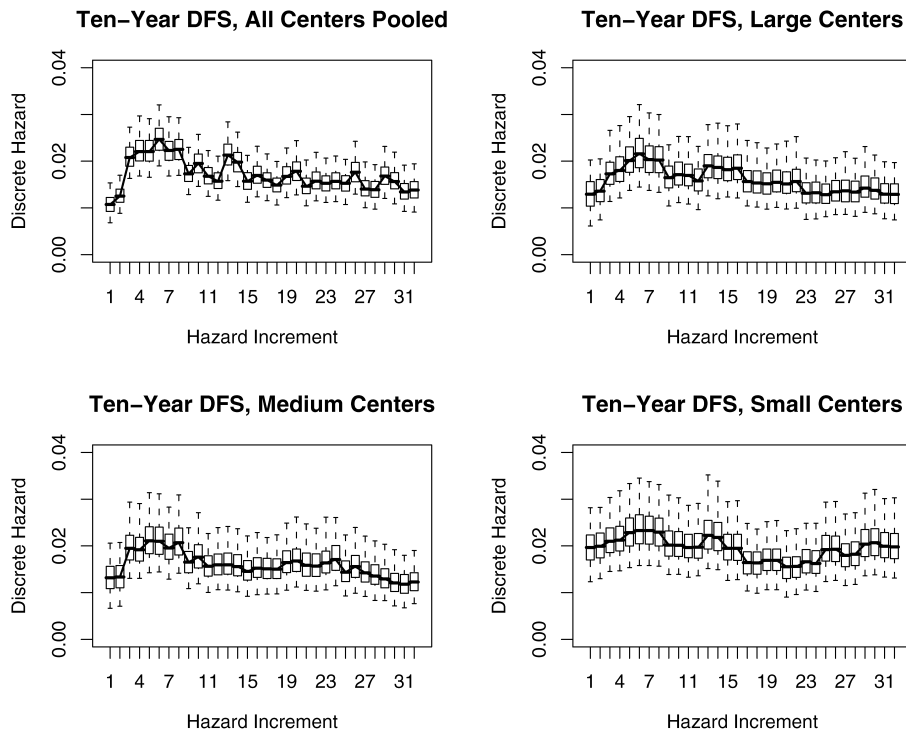 Ten−Year DFS, All Centers Pooled
Discrete Hazard
0.00 0.02 0.04
1 4 7 11 15 19 23 27 31
Hazard Increment
Ten−Year DFS, Large Centers
Discrete Hazard
0.00 0.02 0.04
1 4 7 11 15 19 23 27 31
Hazard Increment
Ten−Year DFS, Medium Centers
Discrete Hazard
0.00 0.02 0.04
1 4 7 11 15 19 23 27 31
Hazard Increment
Ten−Year DFS, Small Centers
Discrete Hazard
0.00 0.02 0.04
1 4 7 11 15 19 23 27 31
Hazard Increment